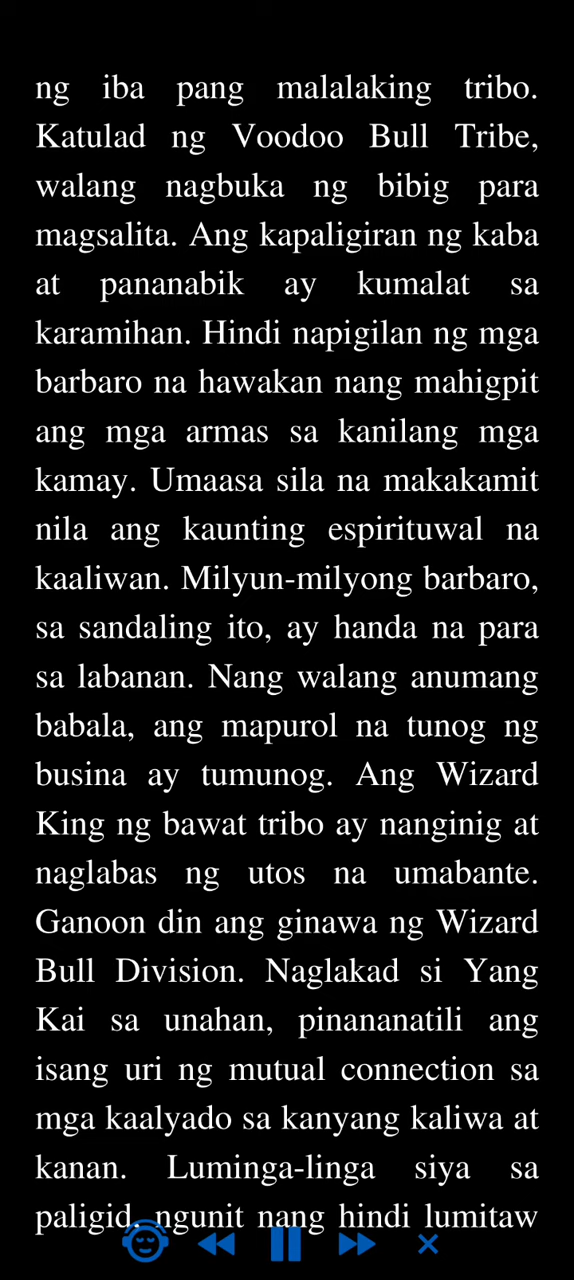 ng iba pang malalaking tribo.
Katulad ng Voodoo Bull Tribe,
walang nagbuka ng bibig para
magsalita. Ang kapaligiran ng kaba
at pananabik ay kumalat sa
karamihan. Hindi napigilan ng mga
barbaro na hawakan nang mahigpit
ang mga armas sa kanilang mga
kamay. Umaasa sila na makakamit
nila ang kaunting espirituwal na
kaaliwan. Milyun-milyong barbaro,
sa sandaling ito, ay handa na para
sa labanan. Nang walang anumang
babala, ang mapurol na tunog ng
busina ay tumunog. Ang Wizard
King ng bawat tribo ay nanginig at
naglabas ng utos na umabante.
Ganoon din ang ginawa ng Wizard
Bull Division. Naglakad si Yang
Kai sa unahan, pinananatili ang
isang uri ng mutual connection sa
mga kaalyado sa kanyang kaliwa at
kanan. Luminga-linga siya sa
paligid, ngunit nang hindi lumitaw